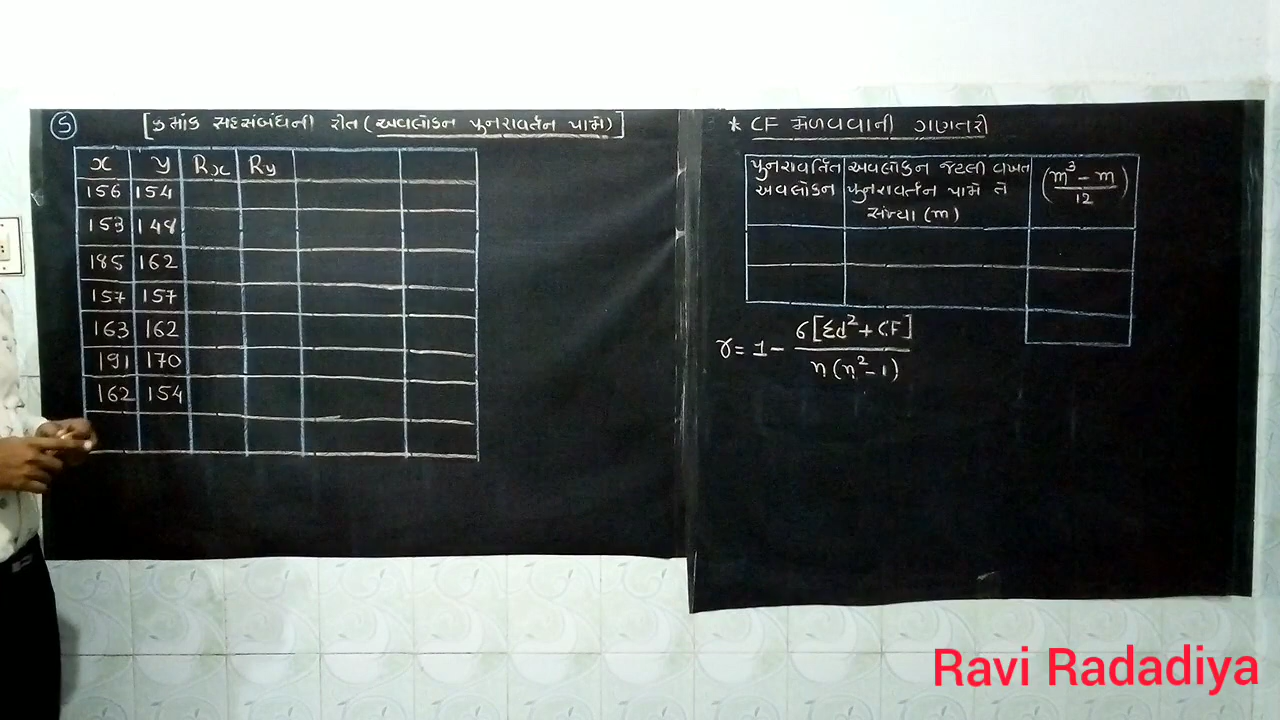 5 [ક્રમાંક સહસંબંધની રીત (અવલોકન પુનરાવર્તન પામે)]
x y Rx Ry
156 154
153 148
185 162
157 157
163 162
191 170
162 154
* CF મેળવવાની ગણતરી
પુનરાવર્તિત અવલોકન જેટલી વખત (m³ - m)
અવલોકન પુનરાવર્તન પામે તે 12
સંખ્યા (m)
r = 1 - 6[Σd² + CF]
n(n² - 1)
Ravi Radadiya